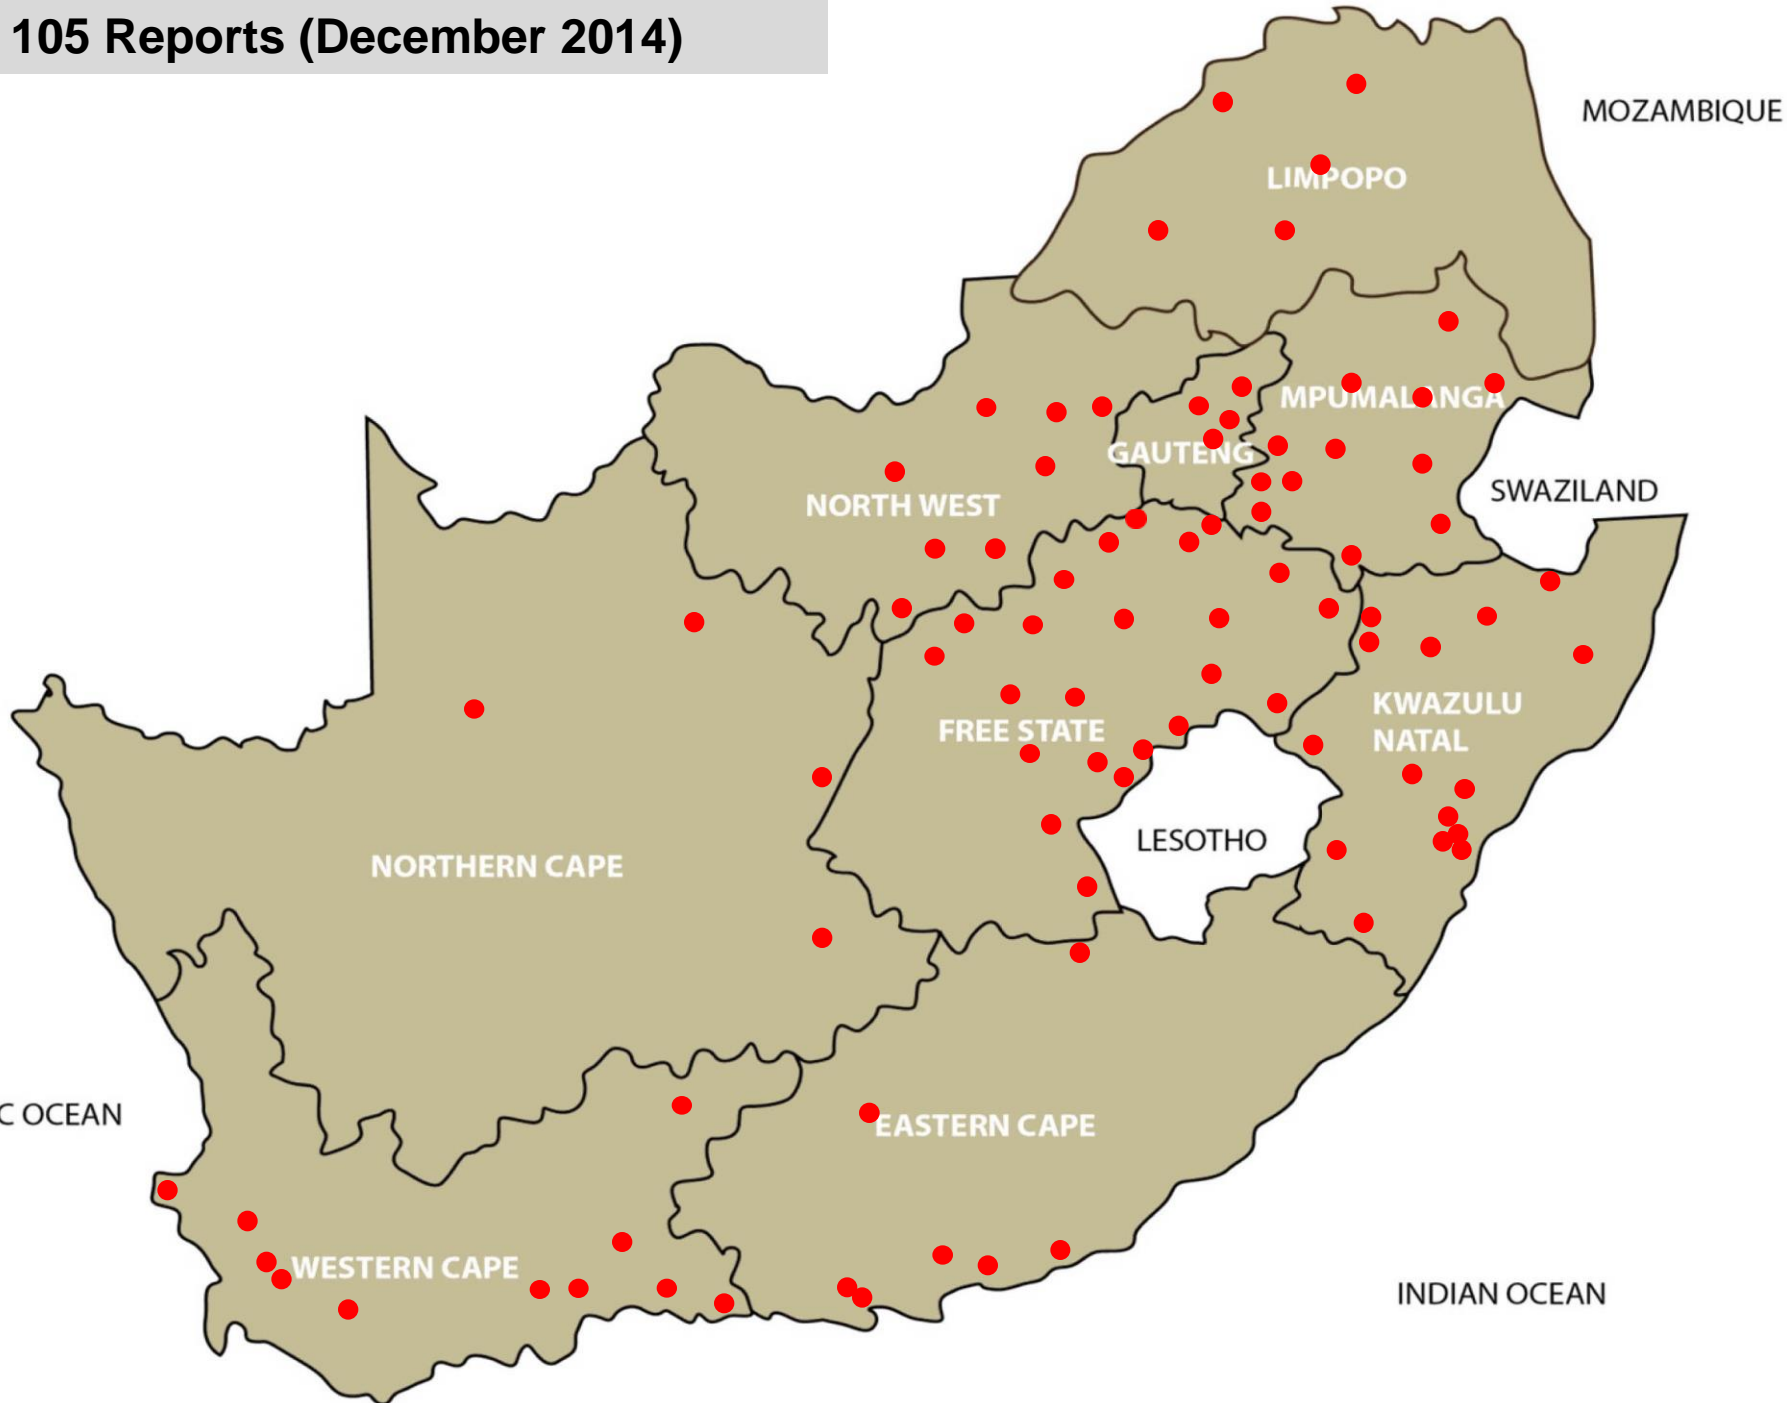 105 Reports (December 2014)
MOZAMBIQUE
LIMPOPO
MPUMALANGA
GAUTENG
SWAZILAND
NORTH WEST
KWAZULU
NATAL
FREE STATE
LESOTHO
NORTHERN CAPE
C OCEAN
EASTERN CAPE
WESTERN CAPE
INDIAN OCEAN